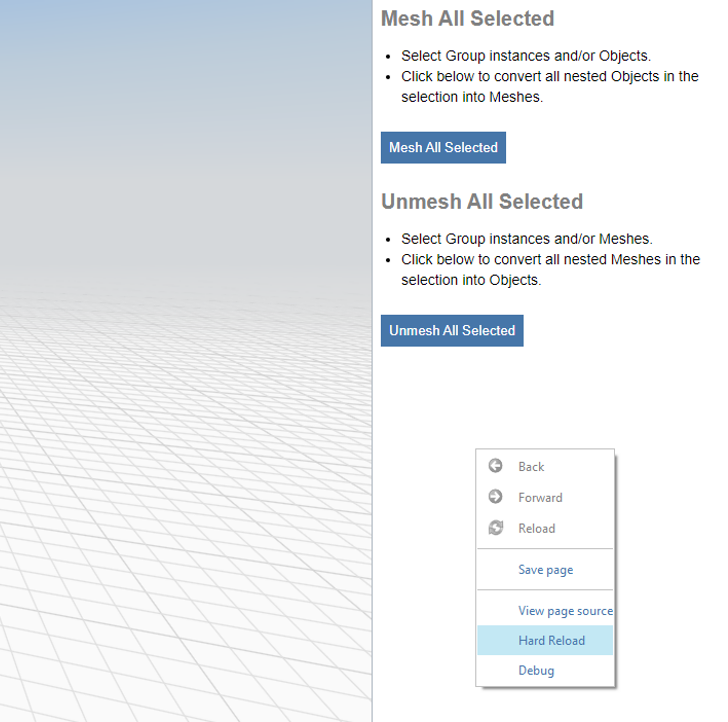 Mesh All Selected
Select Group instances and/or Objects.
Click below to convert all nested Objects in the
selection into Meshes.
Mesh All Selected
Unmesh All Selected
Select Group instances and/or Meshes.
Click below to convert all nested Meshes in the
selection into Objects.
Unmesh All Selected
Back
Forward
Reload
Save page
View page source
Hard Reload
Debug